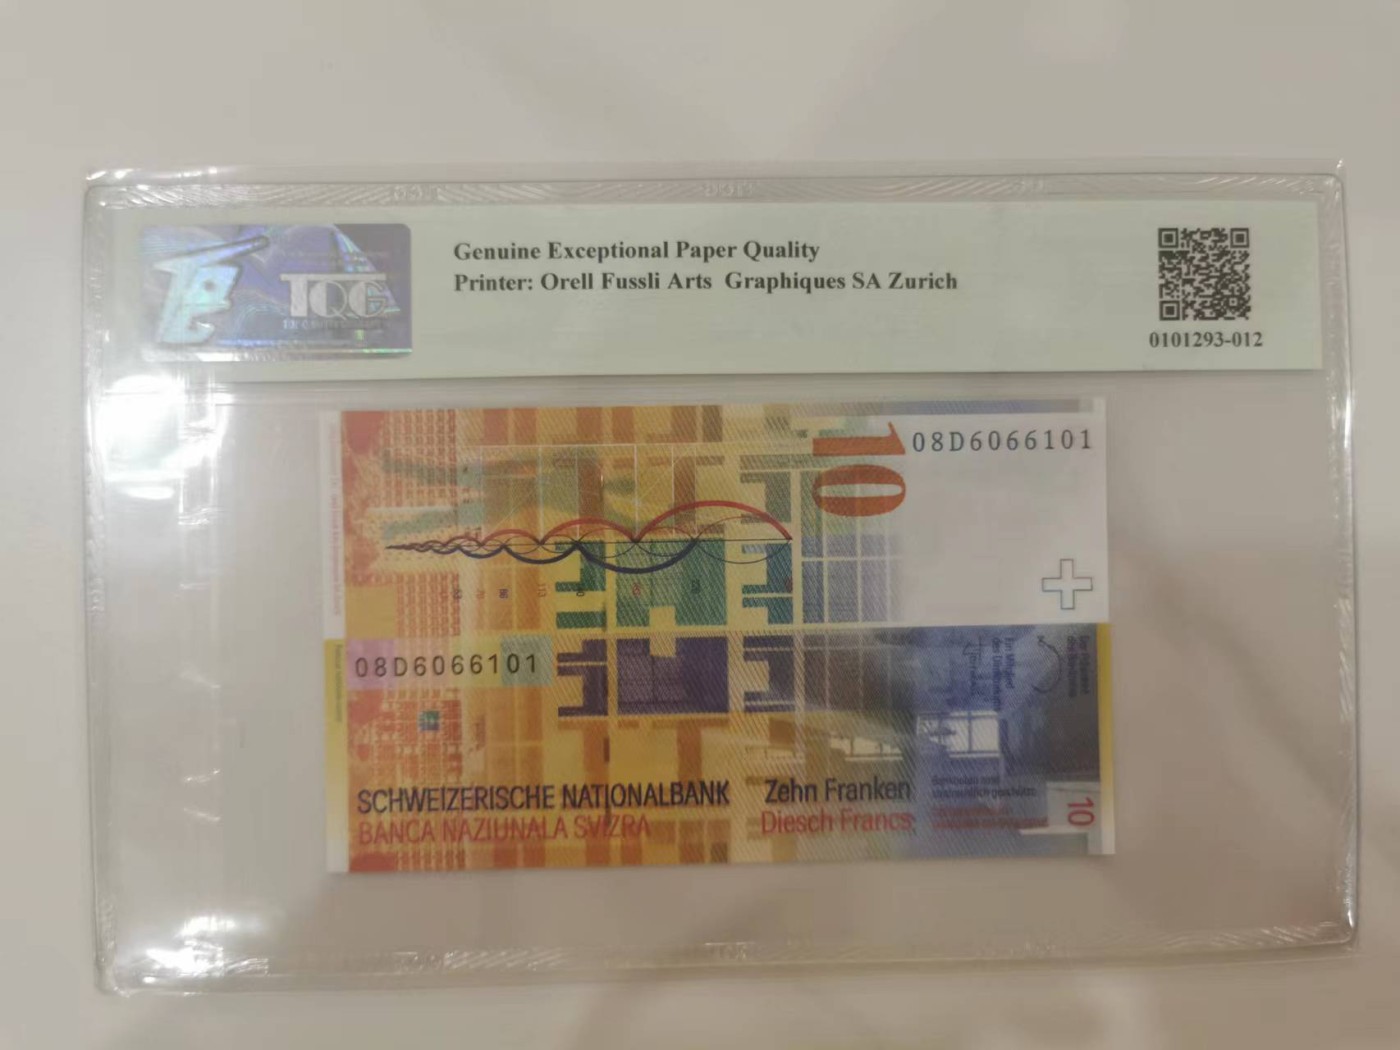 TQG
Genuine Exceptional Paper Quality
Printer: Orell Fussli Arts Graphiques SA Zurich
0101293-012
10
08D6066101
08D6066101
SCHWEIZERISCHE NATIONALBANK
BANCA NAZIUNALA SVIZRA
Zehn Franken
Diesch Francs
10